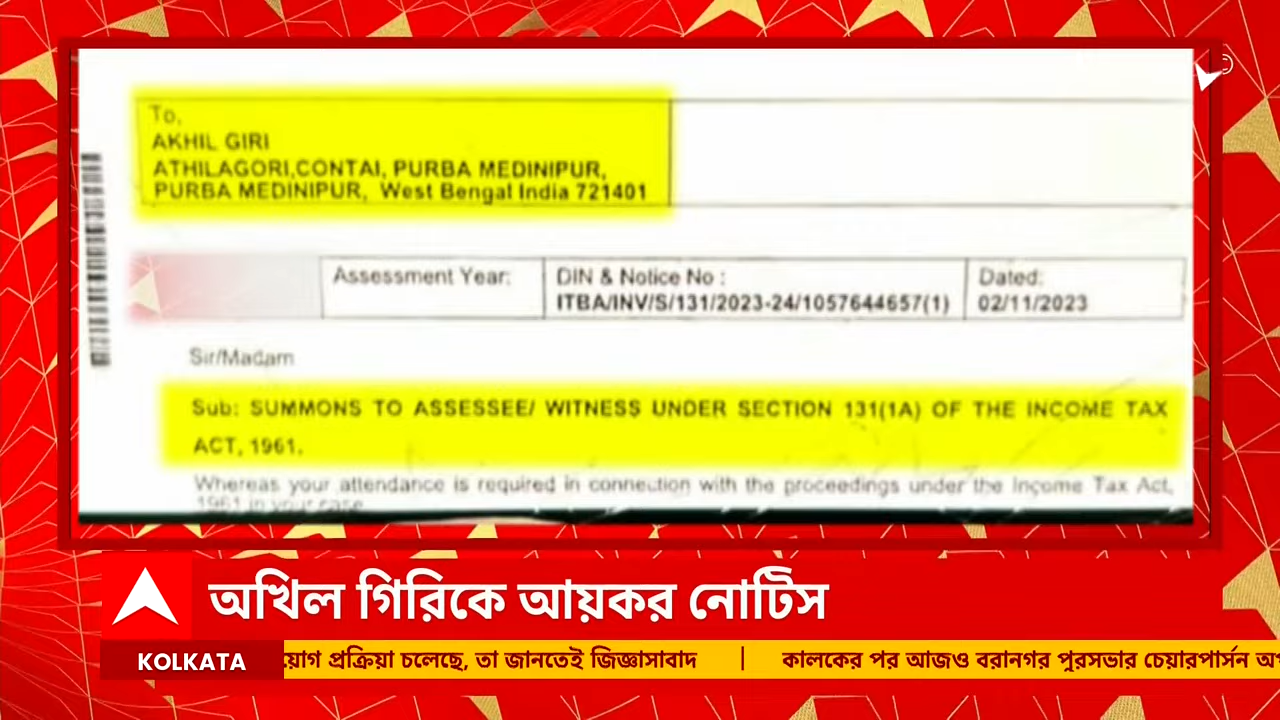 To,
AKHIL GIRI
ATHILAGORI,CONTAI, PURBA MEDINIPUR,
PURBA MEDINIPUR, West Bengal India 721401
Assessment Year:
DIN & Notice No :
ITBA/INV/S/131/2023-24/1057644657(1)
Dated:
02/11/2023
Sir/Madam
Sub: SUMMONS TO ASSESSEE/ WITNESS UNDER SECTION 131(1A) OF THE INCOME TAX
ACT, 1961.
Whereas your attendance is required in connection with the proceedings under the Income Tax Act,
1961 in your case
অখিল গিরিকে আয়কর নোটিস
KOLKATA
য়োগ প্রক্রিয়া চলেছে, তা জানতেই জিজ্ঞাসাবাদ | কালকের পর আজও বরানগর পুরসভার চেয়ারপার্সন অপ